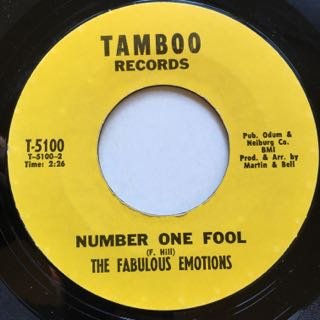 TAMBOO
RECORDS
T-5100
T-5100-2
Time: 2:26
Pub. Odum &
Neiburg Co.
BMI
Prod. & Arr. by
Martin & Bell
NUMBER ONE FOOL
(F. Hill)
THE FABULOUS EMOTIONS